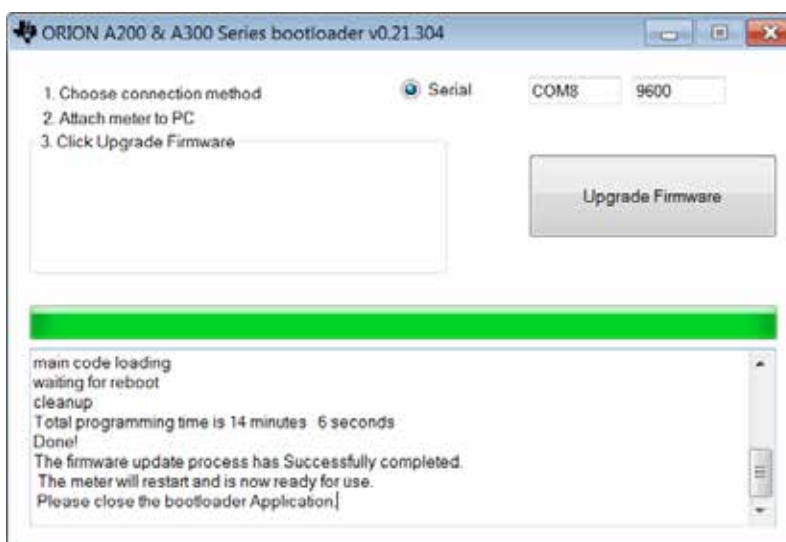 ORION A200 & A300 Series bootloader v0.21.304
1. Choose connection method
Serial
COM8
9600
2. Attach meter to PC
3. Click Upgrade Firmware
Upgrade Firmware
main code loading
waiting for reboot
cleanup
Total programming time is 14 minutes 6 seconds
Done!
The firmware update process has Successfully completed.
The meter will restart and is now ready for use.
Please close the bootloader Application.